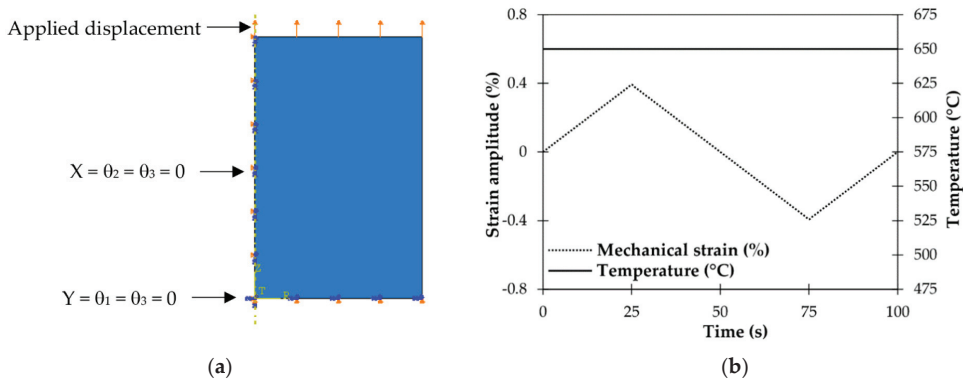 Applied displacement
X = θ2 = θ3 = 0
Y = θ1 = θ3 = 0
Z
T
R
(a)
0.8
0.4
0
-0.4
-0.8
Strain amplitude (%)
675
650
625
600
575
550
525
500
475
Temperature (°C)
Mechanical strain (%)
Temperature (°C)
0
25
50
75
100
Time (s)
(b)